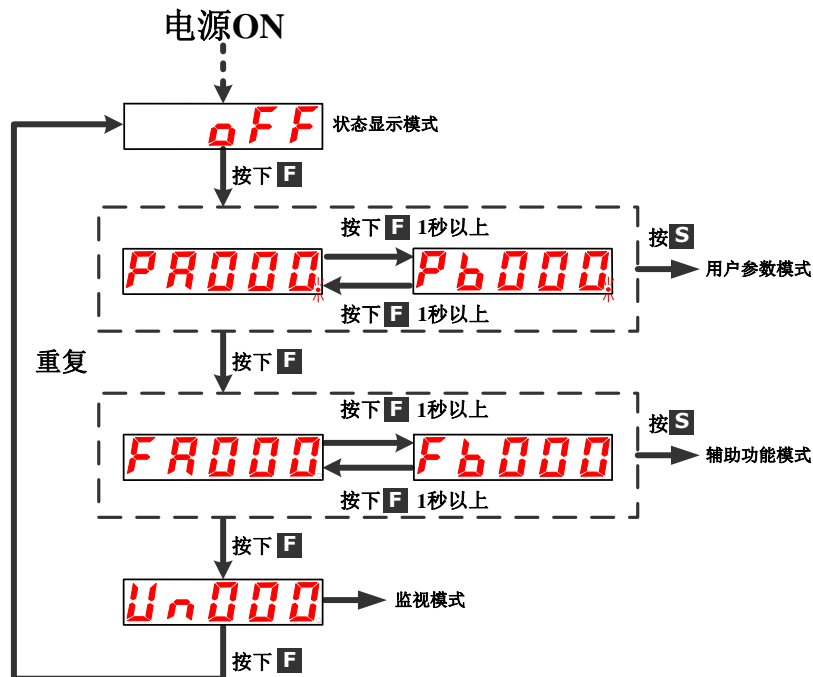 电源ON
oFF 状态显示模式
按下 F
按下 F 1秒以上
按 S
PA000. Pb000.
用户参数模式
按下 F 1秒以上
重复
按下 F
按下 F 1秒以上
按 S
FA000 Fb000
辅助功能模式
按下 F 1秒以上
按下 F
Un000 监视模式
按下 F